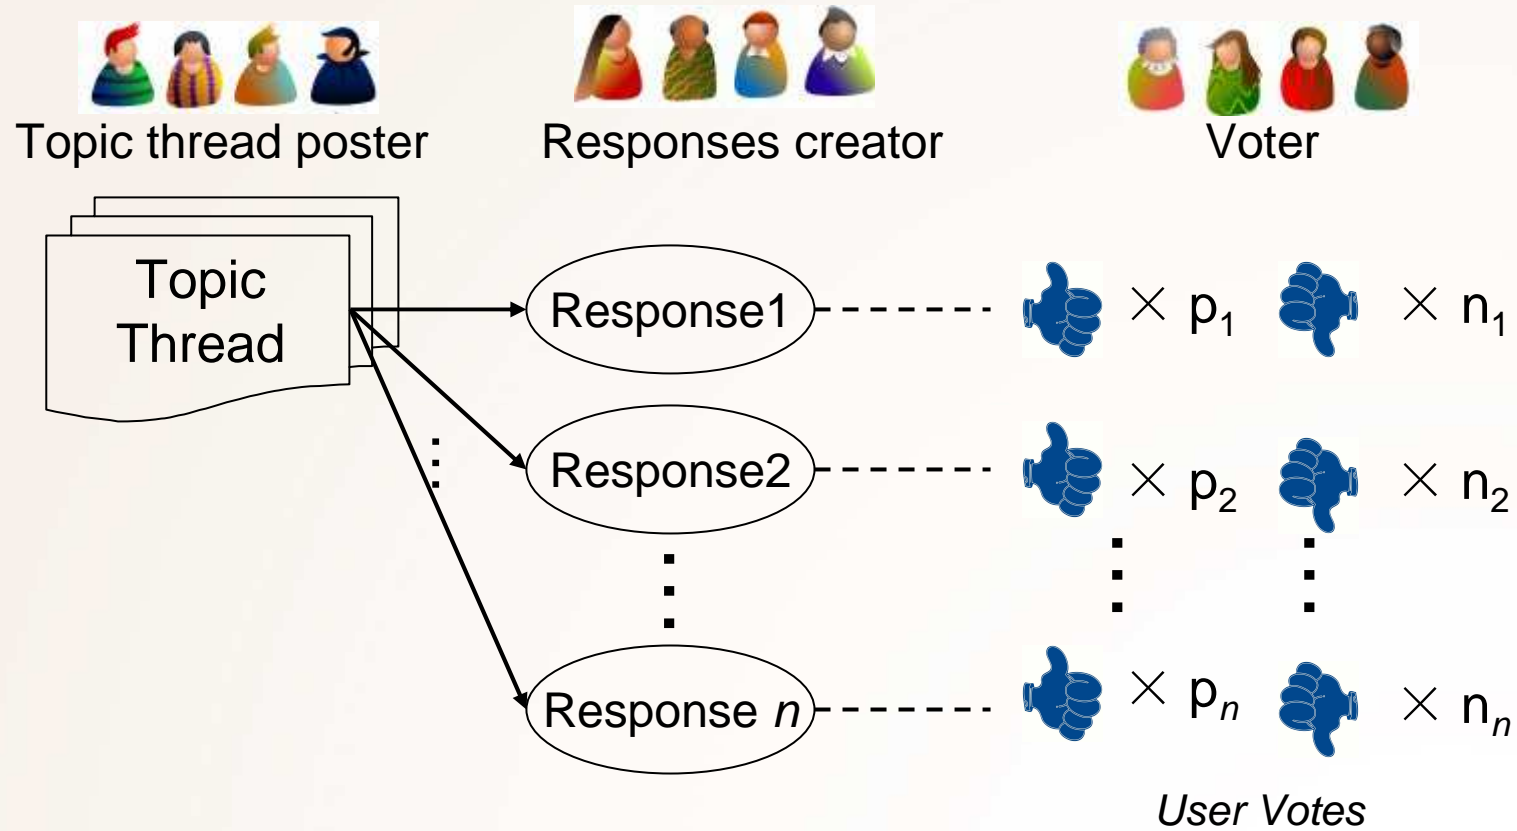 Topic thread poster
Responses creator
Voter
Topic
Thread
Response1
× p₁
× n₁
Response2
× p₂
× n₂
Response n
× pₙ
× nₙ
User Votes